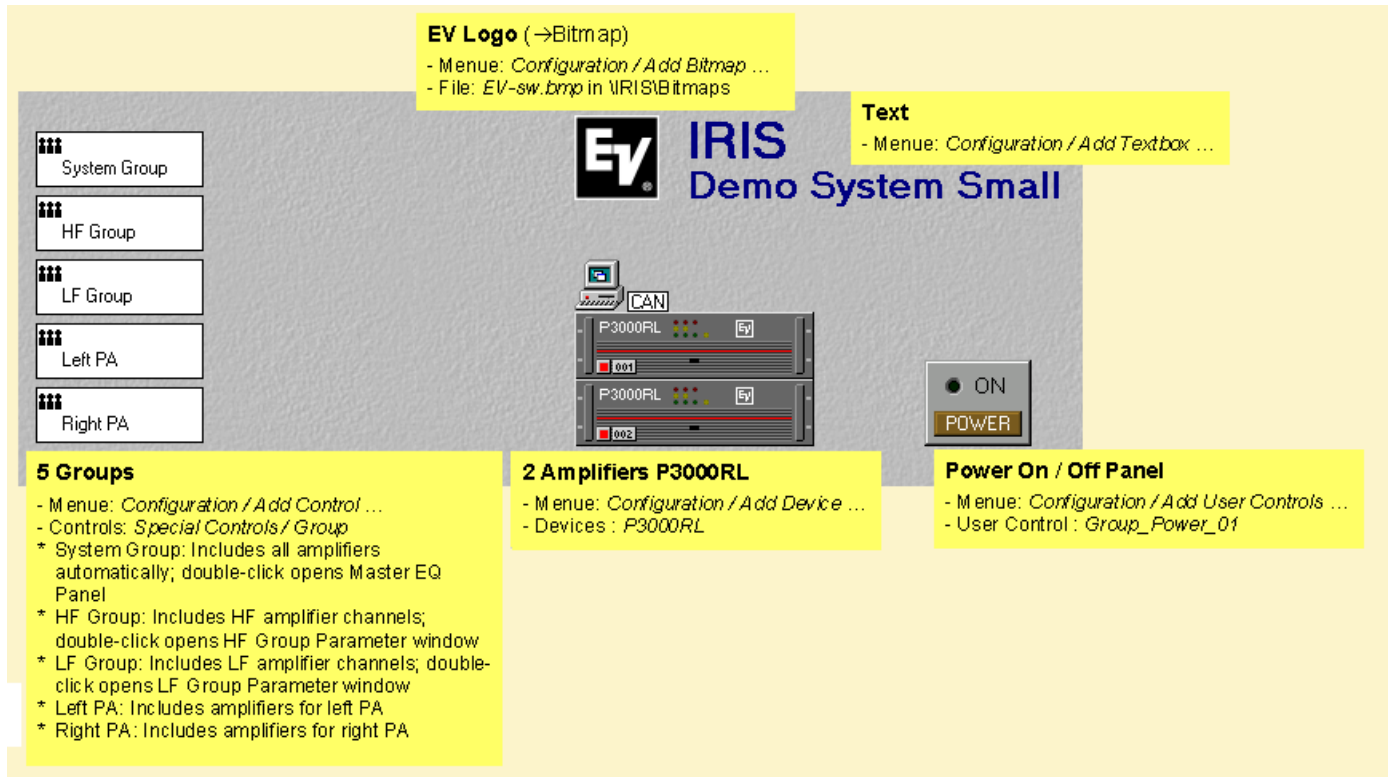 EV Logo (→Bitmap)
- Menue: Configuration / Add Bitmap ...
- File: EV-sw.bmp in \IRIS\Bitmaps
Text
- Menue: Configuration / Add Textbox ...
EV®
IRIS
Demo System Small
System Group
HF Group
LF Group
Left PA
Right PA
CAN
P3000RL EV
001
P3000RL EV
002
ON
POWER
5 Groups
- Menue: Configuration / Add Control ...
- Controls: Special Controls / Group
* System Group: Includes all amplifiers
automatically; double-click opens Master EQ
Panel
* HF Group: Includes HF amplifier channels;
double-click opens HF Group Parameter window
* LF Group: Includes LF amplifier channels; double-
click opens LF Group Parameter window
* Left PA: Includes amplifiers for left PA
* Right PA: Includes amplifiers for right PA
2 Amplifiers P3000RL
- Menue: Configuration / Add Device ...
- Devices : P3000RL
Power On / Off Panel
- Menue: Configuration / Add User Controls ...
- User Control : Group_Power_01